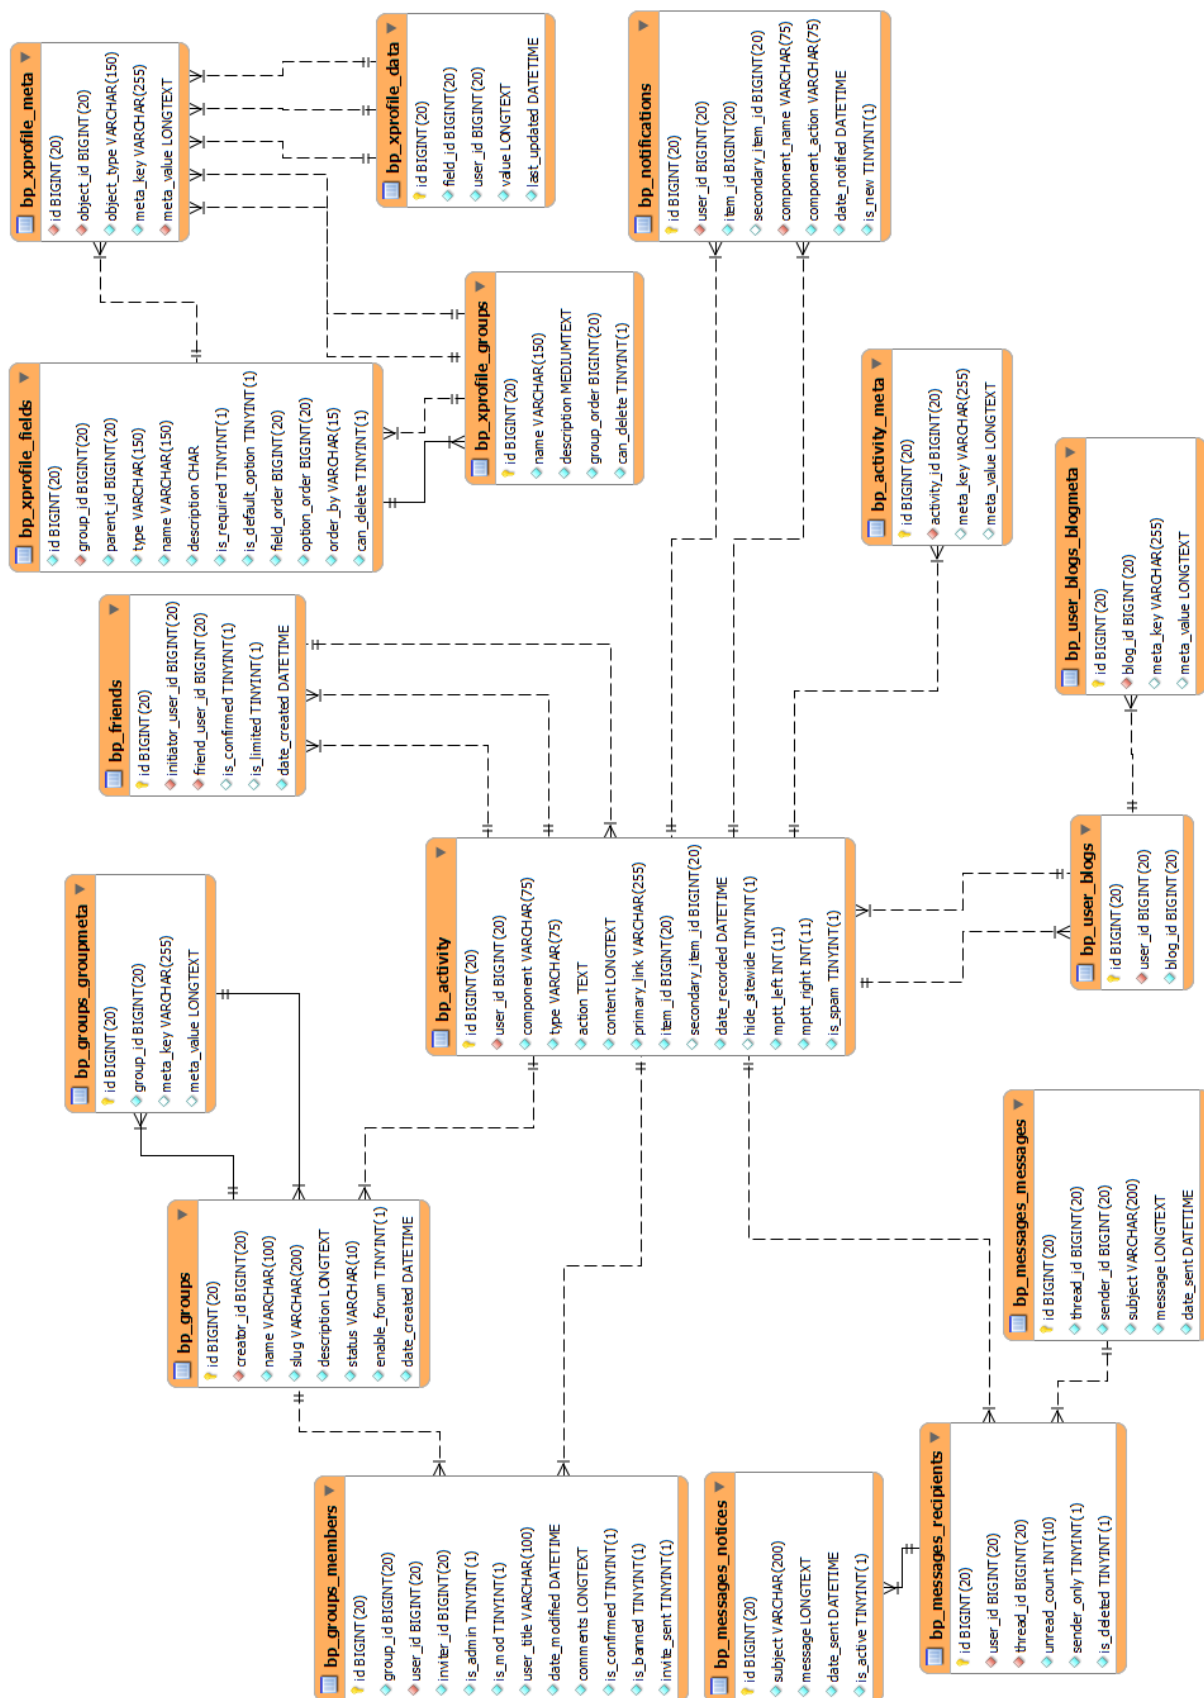 bp_groups_members
id BIGINT(20)
group_id BIGINT(20)
user_id BIGINT(20)
inviter_id BIGINT(20)
is_admin TINYINT(1)
is_mod TINYINT(1)
user_title VARCHAR(100)
date_modified DATETIME
comments LONGTEXT
is_confirmed TINYINT(1)
is_banned TINYINT(1)
invite_sent TINYINT(1)
bp_groups
id BIGINT(20)
creator_id BIGINT(20)
name VARCHAR(100)
slug VARCHAR(200)
description LONGTEXT
status VARCHAR(10)
enable_forum TINYINT(1)
date_created DATETIME
bp_groups_groupmeta
id BIGINT(20)
group_id BIGINT(20)
meta_key VARCHAR(255)
meta_value LONGTEXT
bp_friends
id BIGINT(20)
initiator_user_id BIGINT(20)
friend_user_id BIGINT(20)
is_confirmed TINYINT(1)
is_limited TINYINT(1)
date_created DATETIME
bp_xprofile_fields
id BIGINT(20)
group_id BIGINT(20)
parent_id BIGINT(20)
type VARCHAR(150)
name VARCHAR(150)
description CHAR
is_required TINYINT(1)
is_default_option TINYINT(1)
field_order BIGINT(20)
option_order BIGINT(20)
order_by VARCHAR(15)
can_delete TINYINT(1)
bp_xprofile_meta
id BIGINT(20)
object_id BIGINT(20)
object_type VARCHAR(150)
meta_key VARCHAR(255)
meta_value LONGTEXT
bp_xprofile_data
id BIGINT(20)
field_id BIGINT(20)
user_id BIGINT(20)
value LONGTEXT
last_updated DATETIME
bp_xprofile_groups
id BIGINT(20)
name VARCHAR(150)
description MEDIUMTEXT
group_order BIGINT(20)
can_delete TINYINT(1)
bp_activity
id BIGINT(20)
user_id BIGINT(20)
component VARCHAR(75)
type VARCHAR(75)
action TEXT
content LONGTEXT
primary_link VARCHAR(255)
item_id BIGINT(20)
secondary_item_id BIGINT(20)
date_recorded DATETIME
hide_sitewide TINYINT(1)
mptt_left INT(11)
mptt_right INT(11)
is_spam TINYINT(1)
bp_notifications
id BIGINT(20)
user_id BIGINT(20)
item_id BIGINT(20)
secondary_item_id BIGINT(20)
component_name VARCHAR(75)
component_action VARCHAR(75)
date_notified DATETIME
is_new TINYINT(1)
bp_activity_meta
id BIGINT(20)
activity_id BIGINT(20)
meta_key VARCHAR(255)
meta_value LONGTEXT
bp_messages_notices
id BIGINT(20)
subject VARCHAR(200)
message LONGTEXT
date_sent DATETIME
is_active TINYINT(1)
bp_messages_recipients
id BIGINT(20)
user_id BIGINT(20)
thread_id BIGINT(20)
unread_count INT(10)
sender_only TINYINT(1)
is_deleted TINYINT(1)
bp_messages_messages
id BIGINT(20)
thread_id BIGINT(20)
sender_id BIGINT(20)
subject VARCHAR(200)
message LONGTEXT
date_sent DATETIME
bp_user_blogs
id BIGINT(20)
user_id BIGINT(20)
blog_id BIGINT(20)
bp_user_blogs_blogmeta
id BIGINT(20)
blog_id BIGINT(20)
meta_key VARCHAR(255)
meta_value LONGTEXT